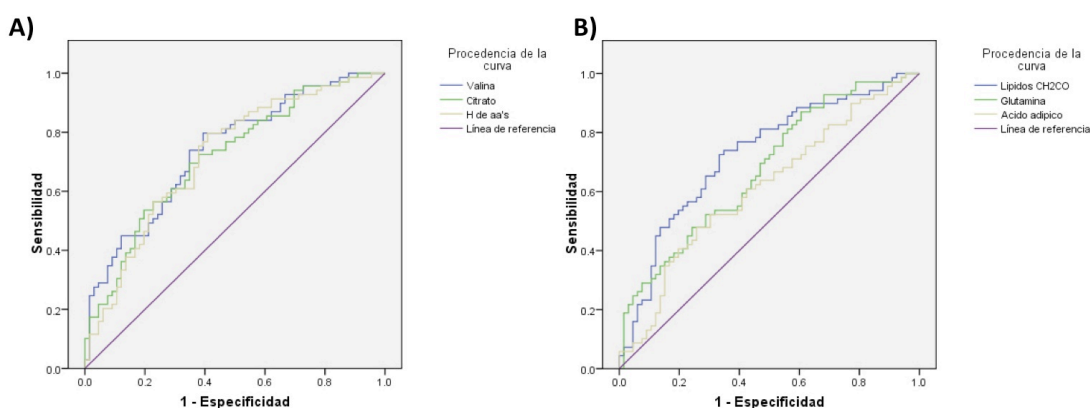 A)
Procedencia de la
curva
Valina
Citrato
H de aa's
Línea de referencia
1.0
0.8
0.6
0.4
0.2
0.0
Sensibilidad
0.0 0.2 0.4 0.6 0.8 1.0
1 - Especificidad
B)
Procedencia de la
curva
Lipidos CH2CO
Glutamina
Acido adipico
Línea de referencia
1.0
0.8
0.6
0.4
0.2
0.0
Sensibilidad
0.0 0.2 0.4 0.6 0.8 1.0
1 - Especificidad